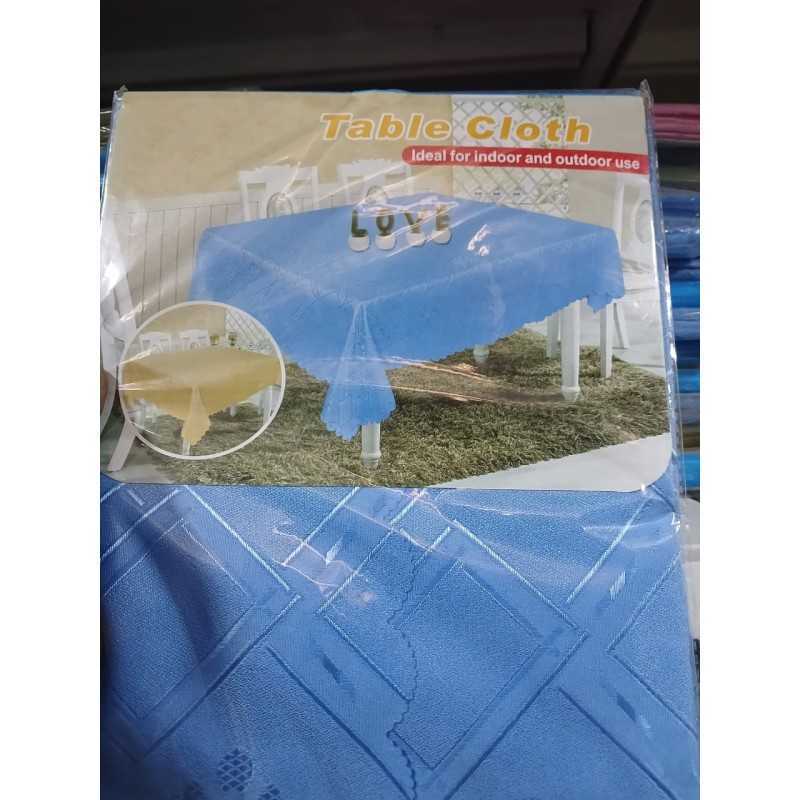 Table Cloth
Ideal for indoor and outdoor use
LOVE